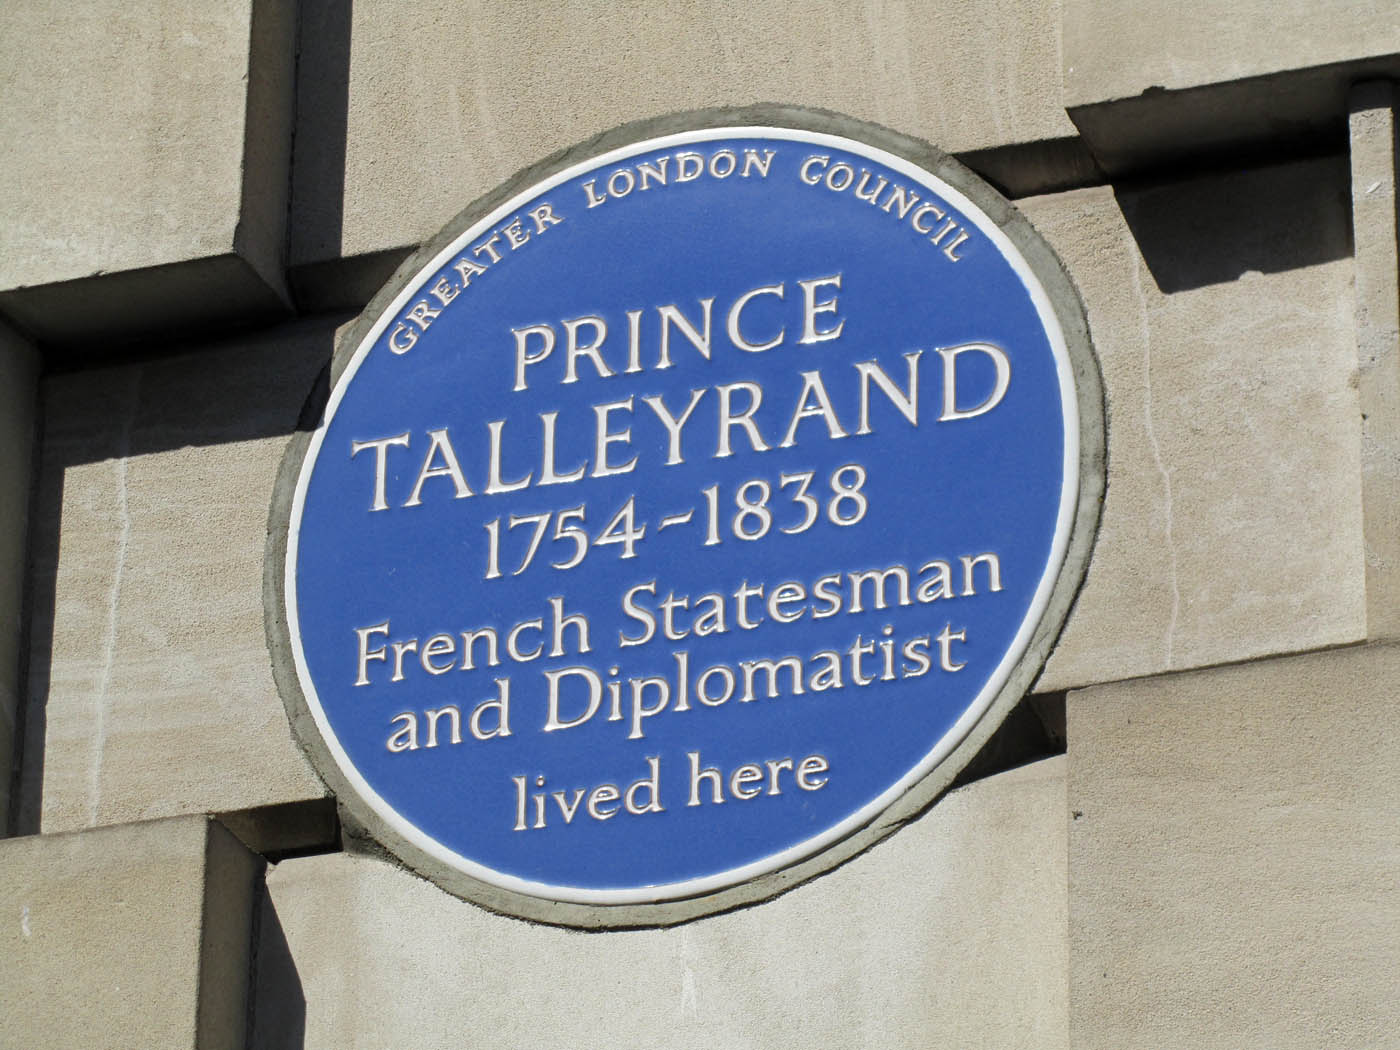 GREATER LONDON COUNCIL
PRINCE
TALLEYRAND
1754-1838
French Statesman
and Diplomatist
lived here